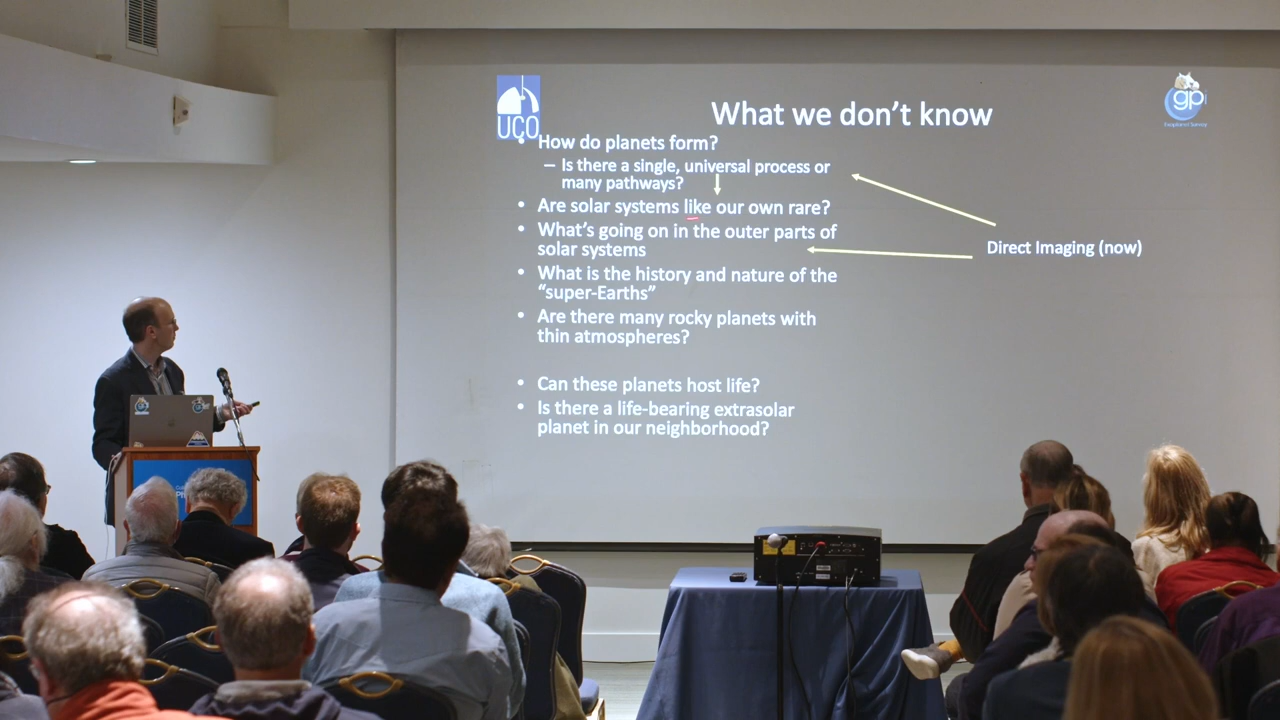 UCO
What we don't know
gpi
Exoplanet Survey
• How do planets form?
– Is there a single, universal process or
many pathways?
• Are solar systems like our own rare?
• What's going on in the outer parts of
solar systems
• What is the history and nature of the
“super-Earths”
• Are there many rocky planets with
thin atmospheres?
• Can these planets host life?
• Is there a life-bearing extrasolar
planet in our neighborhood?
Direct Imaging (now)